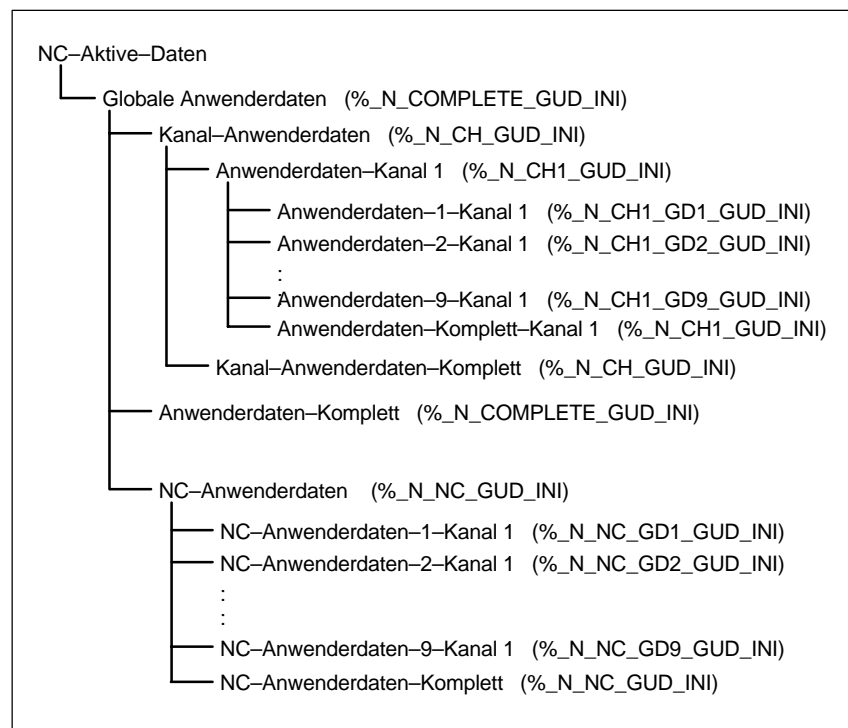 NC–Aktive–Daten
Globale Anwenderdaten (%_N_COMPLETE_GUD_INI)
Kanal–Anwenderdaten (%_N_CH_GUD_INI)
Anwenderdaten–Kanal 1 (%_N_CH1_GUD_INI)
Anwenderdaten–1–Kanal 1 (%_N_CH1_GD1_GUD_INI)
Anwenderdaten–2–Kanal 1 (%_N_CH1_GD2_GUD_INI)
:
:
Anwenderdaten–9–Kanal 1 (%_N_CH1_GD9_GUD_INI)
Anwenderdaten–Komplett–Kanal 1 (%_N_CH1_GUD_INI)
Kanal–Anwenderdaten–Komplett (%_N_CH_GUD_INI)
Anwenderdaten–Komplett (%_N_COMPLETE_GUD_INI)
NC–Anwenderdaten (%_N_NC_GUD_INI)
NC–Anwenderdaten–1–Kanal 1 (%_N_NC_GD1_GUD_INI)
NC–Anwenderdaten–2–Kanal 1 (%_N_NC_GD2_GUD_INI)
:
:
NC–Anwenderdaten–9–Kanal 1 (%_N_NC_GD9_GUD_INI)
NC–Anwenderdaten–Komplett (%_N_NC_GUD_INI)